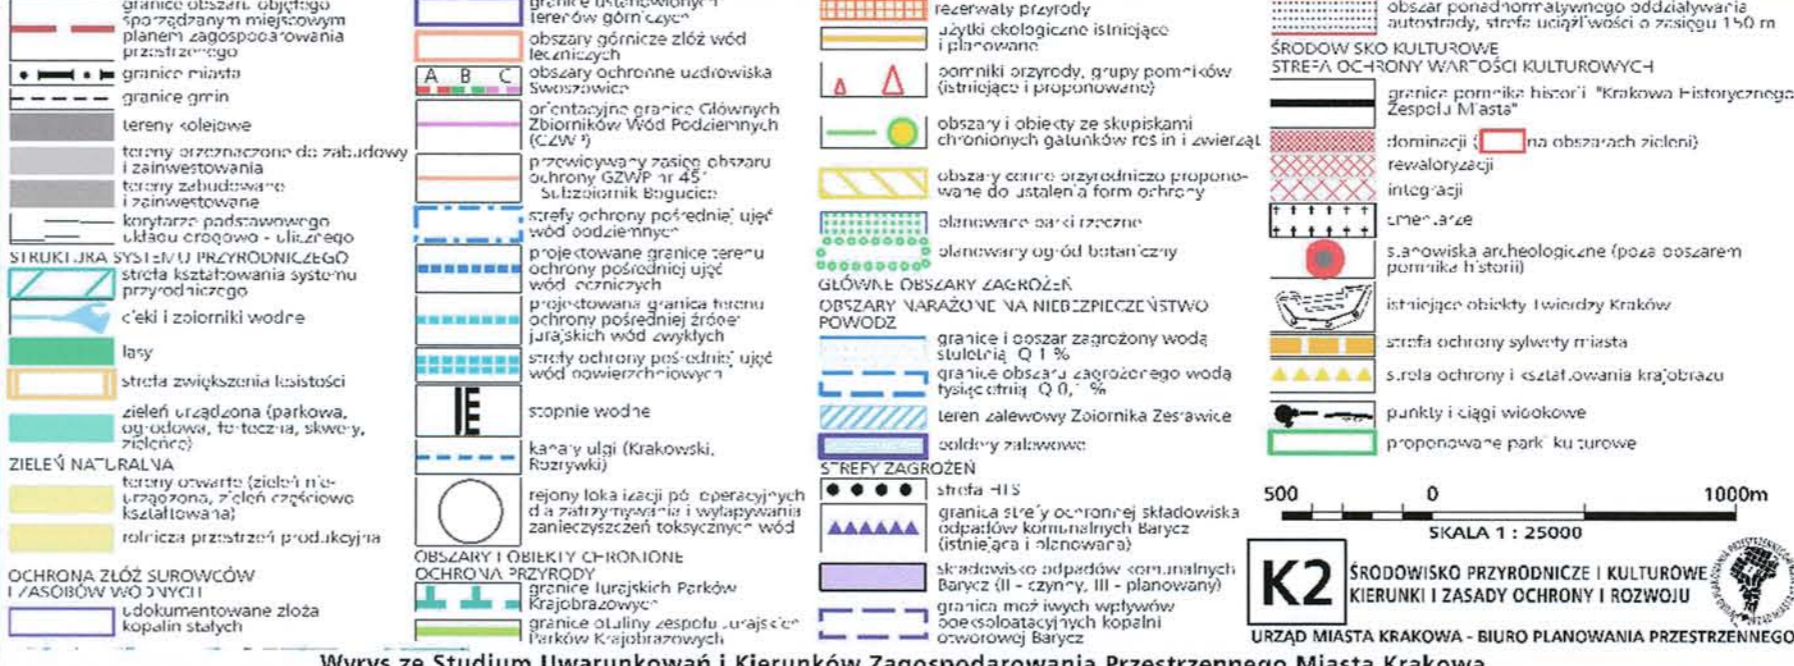 granice obszaru objętego
sporządzanym miejscowym
planem zagospodarowania
przestrzennego
granice miasta
granice gmin
tereny kolejowe
tereny przeznaczone do zabudowy
i zainwestowania
tereny zabudowane
i zainwestowane
korytarze podstawowego
układu drogowo - ulicznego
STRUKTURA SYSTEMU PRZYRODNICZEGO
strefa kształtowania systemu
przyrodniczego
cieki i zbiorniki wodne
lasy
strefa zwiększenia lesistości
zieleń urządzona (parkowa,
ogrodowa, forteczna, skwery,
zieleńce)
ZIELEŃ NATURALNA
tereny otwarte (zieleń nie-
urządzona, zieleń częściowo
kształtowana)
rolnicza przestrzeń produkcyjna
OCHRONA ZŁÓŻ SUROWCÓW
I ZASOBÓW WODNYCH
udokumentowane złoża
kopalin stałych
granice ustanowionych
terenów górniczych
obszary górnicze złóż wód
leczniczych
A B C
obszary ochronne uzdrowiska
Swoszowice
orientacyjne granice Głównych
Zbiorników Wód Podziemnych
(GZWP)
przewidywany zasięg obszaru
ochrony GZWP nr 451
Subzbiornik Bogucice
strefy ochrony pośredniej ujęć
wód podziemnych
projektowane granice terenu
ochrony pośredniej ujęć
wód leczniczych
projektowana granica terenu
ochrony pośredniej źródeł
jurajskich wód zwykłych
strefy ochrony pośredniej ujęć
wód powierzchniowych
stopnie wodne
kanały ulgi (Krakowski,
Rozrywki)
rejony lokalizacji pól operacyjnych
dla zatrzymywania i wyłapywania
zanieczyszczeń toksycznych wód
OBSZARY I OBIEKTY CHRONIONE
OCHRONA PRZYRODY
granice Jurajskich Parków
Krajobrazowych
granice otuliny zespołu Jurajskich
Parków Krajobrazowych
rezerwaty przyrody
użytki ekologiczne istniejące
i planowane
pomniki przyrody, grupy pomników
(istniejące i proponowane)
obszary i obiekty ze skupiskami
chronionych gatunków roślin i zwierząt
obszary cenne przyrodniczo propono-
wane do ustalenia form ochrony
planowane parki rzeczne
planowany ogród botaniczny
GŁÓWNE OBSZARY ZAGROŻEŃ
OBSZARY NARAŻONE NA NIEBEZPIECZEŃSTWO
POWODZI
granice i obszar zagrożony wodą
stuletnią Q 1 %
granice obszaru zagrożonego wodą
tysiącletnią Q 0,1 %
teren zalewowy Zbiornika Zesławice
poldery zalewowe
STREFY ZAGROŻEŃ
strefa HTS
granica strefy ochronnej składowiska
odpadów komunalnych Barycz
(istniejąca i planowana)
składowisko odpadów komunalnych
Barycz (II - czynny, III - planowany)
granica możliwych wpływów
poeksploatacyjnych kopalni
otworowej Barycz
obszar ponadnormatywnego oddziaływania
autostrady, strefa uciążliwości o zasięgu 150 m
ŚRODOWISKO KULTUROWE
STREFA OCHRONY WARTOŚCI KULTUROWYCH
granica pomnika historii "Krakowa Historycznego
Zespołu Miasta"
dominacji ( na obszarach zieleni)
rewaloryzacji
integracji
cmentarze
stanowiska archeologiczne (poza obszarem
pomnika historii)
istniejące obiekty Twierdzy Kraków
strefa ochrony sylwety miasta
strefa ochrony i kształtowania krajobrazu
punkty i ciągi widokowe
proponowane parki kulturowe
500 0 1000m
SKALA 1 : 25000
K2
ŚRODOWISKO PRZYRODNICZE I KULTUROWE
KIERUNKI I ZASADY OCHRONY I ROZWOJU
URZĄD MIASTA KRAKOWA - BIURO PLANOWANIA PRZESTRZENNEGO
Wyrys ze Studium Uwarunkowań i Kierunków Zagospodarowania Przestrzennego Miasta Krakowa